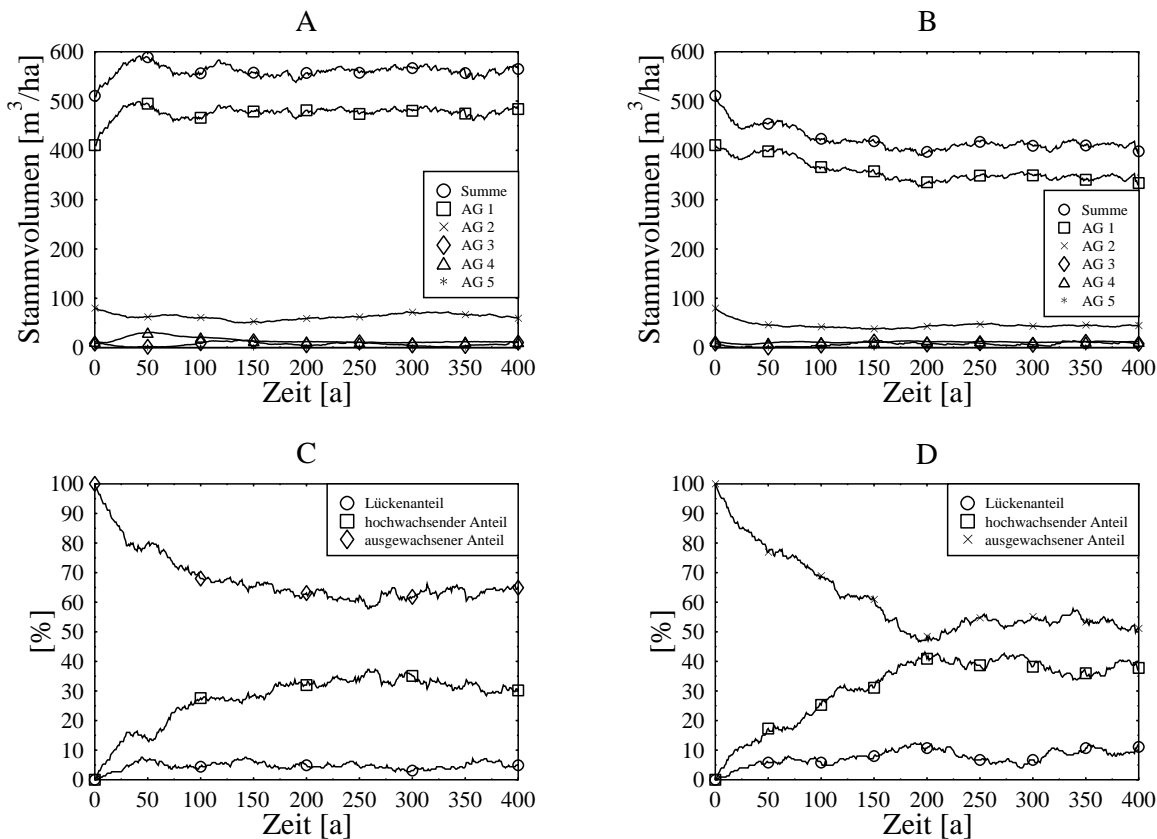 A
Stammvolumen [m³/ha]
600
500
400
300
200
100
0
Summe
AG 1
AG 2
AG 3
AG 4
AG 5
0 50 100 150 200 250 300 350 400
Zeit [a]
B
Stammvolumen [m³/ha]
600
500
400
300
200
100
0
Summe
AG 1
AG 2
AG 3
AG 4
AG 5
0 50 100 150 200 250 300 350 400
Zeit [a]
C
[%]
100
90
80
70
60
50
40
30
20
10
0
Lückenanteil
hochwachsender Anteil
ausgewachsener Anteil
0 50 100 150 200 250 300 350 400
Zeit [a]
D
[%]
100
90
80
70
60
50
40
30
20
10
0
Lückenanteil
hochwachsender Anteil
ausgewachsener Anteil
0 50 100 150 200 250 300 350 400
Zeit [a]